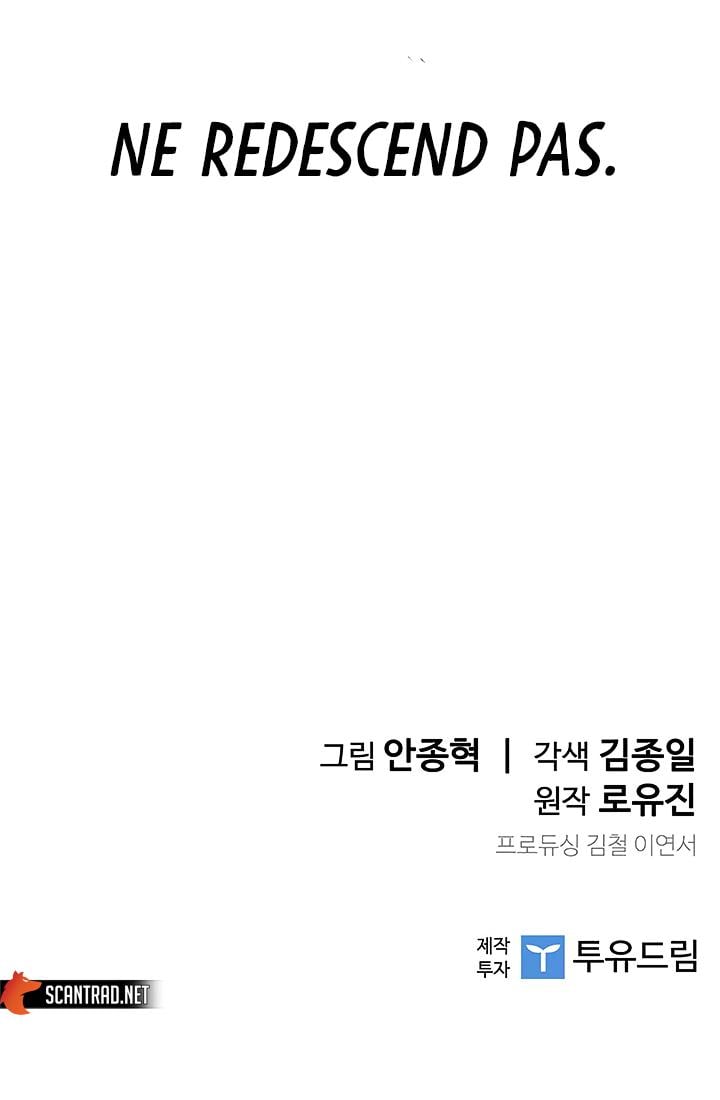 NE REDESCEND PAS.
그림 안종혁 | 각색 김종일
원작 로유진
프로듀싱 김철 이연서
제작
투자
투유드림
SCANTRAD.NET